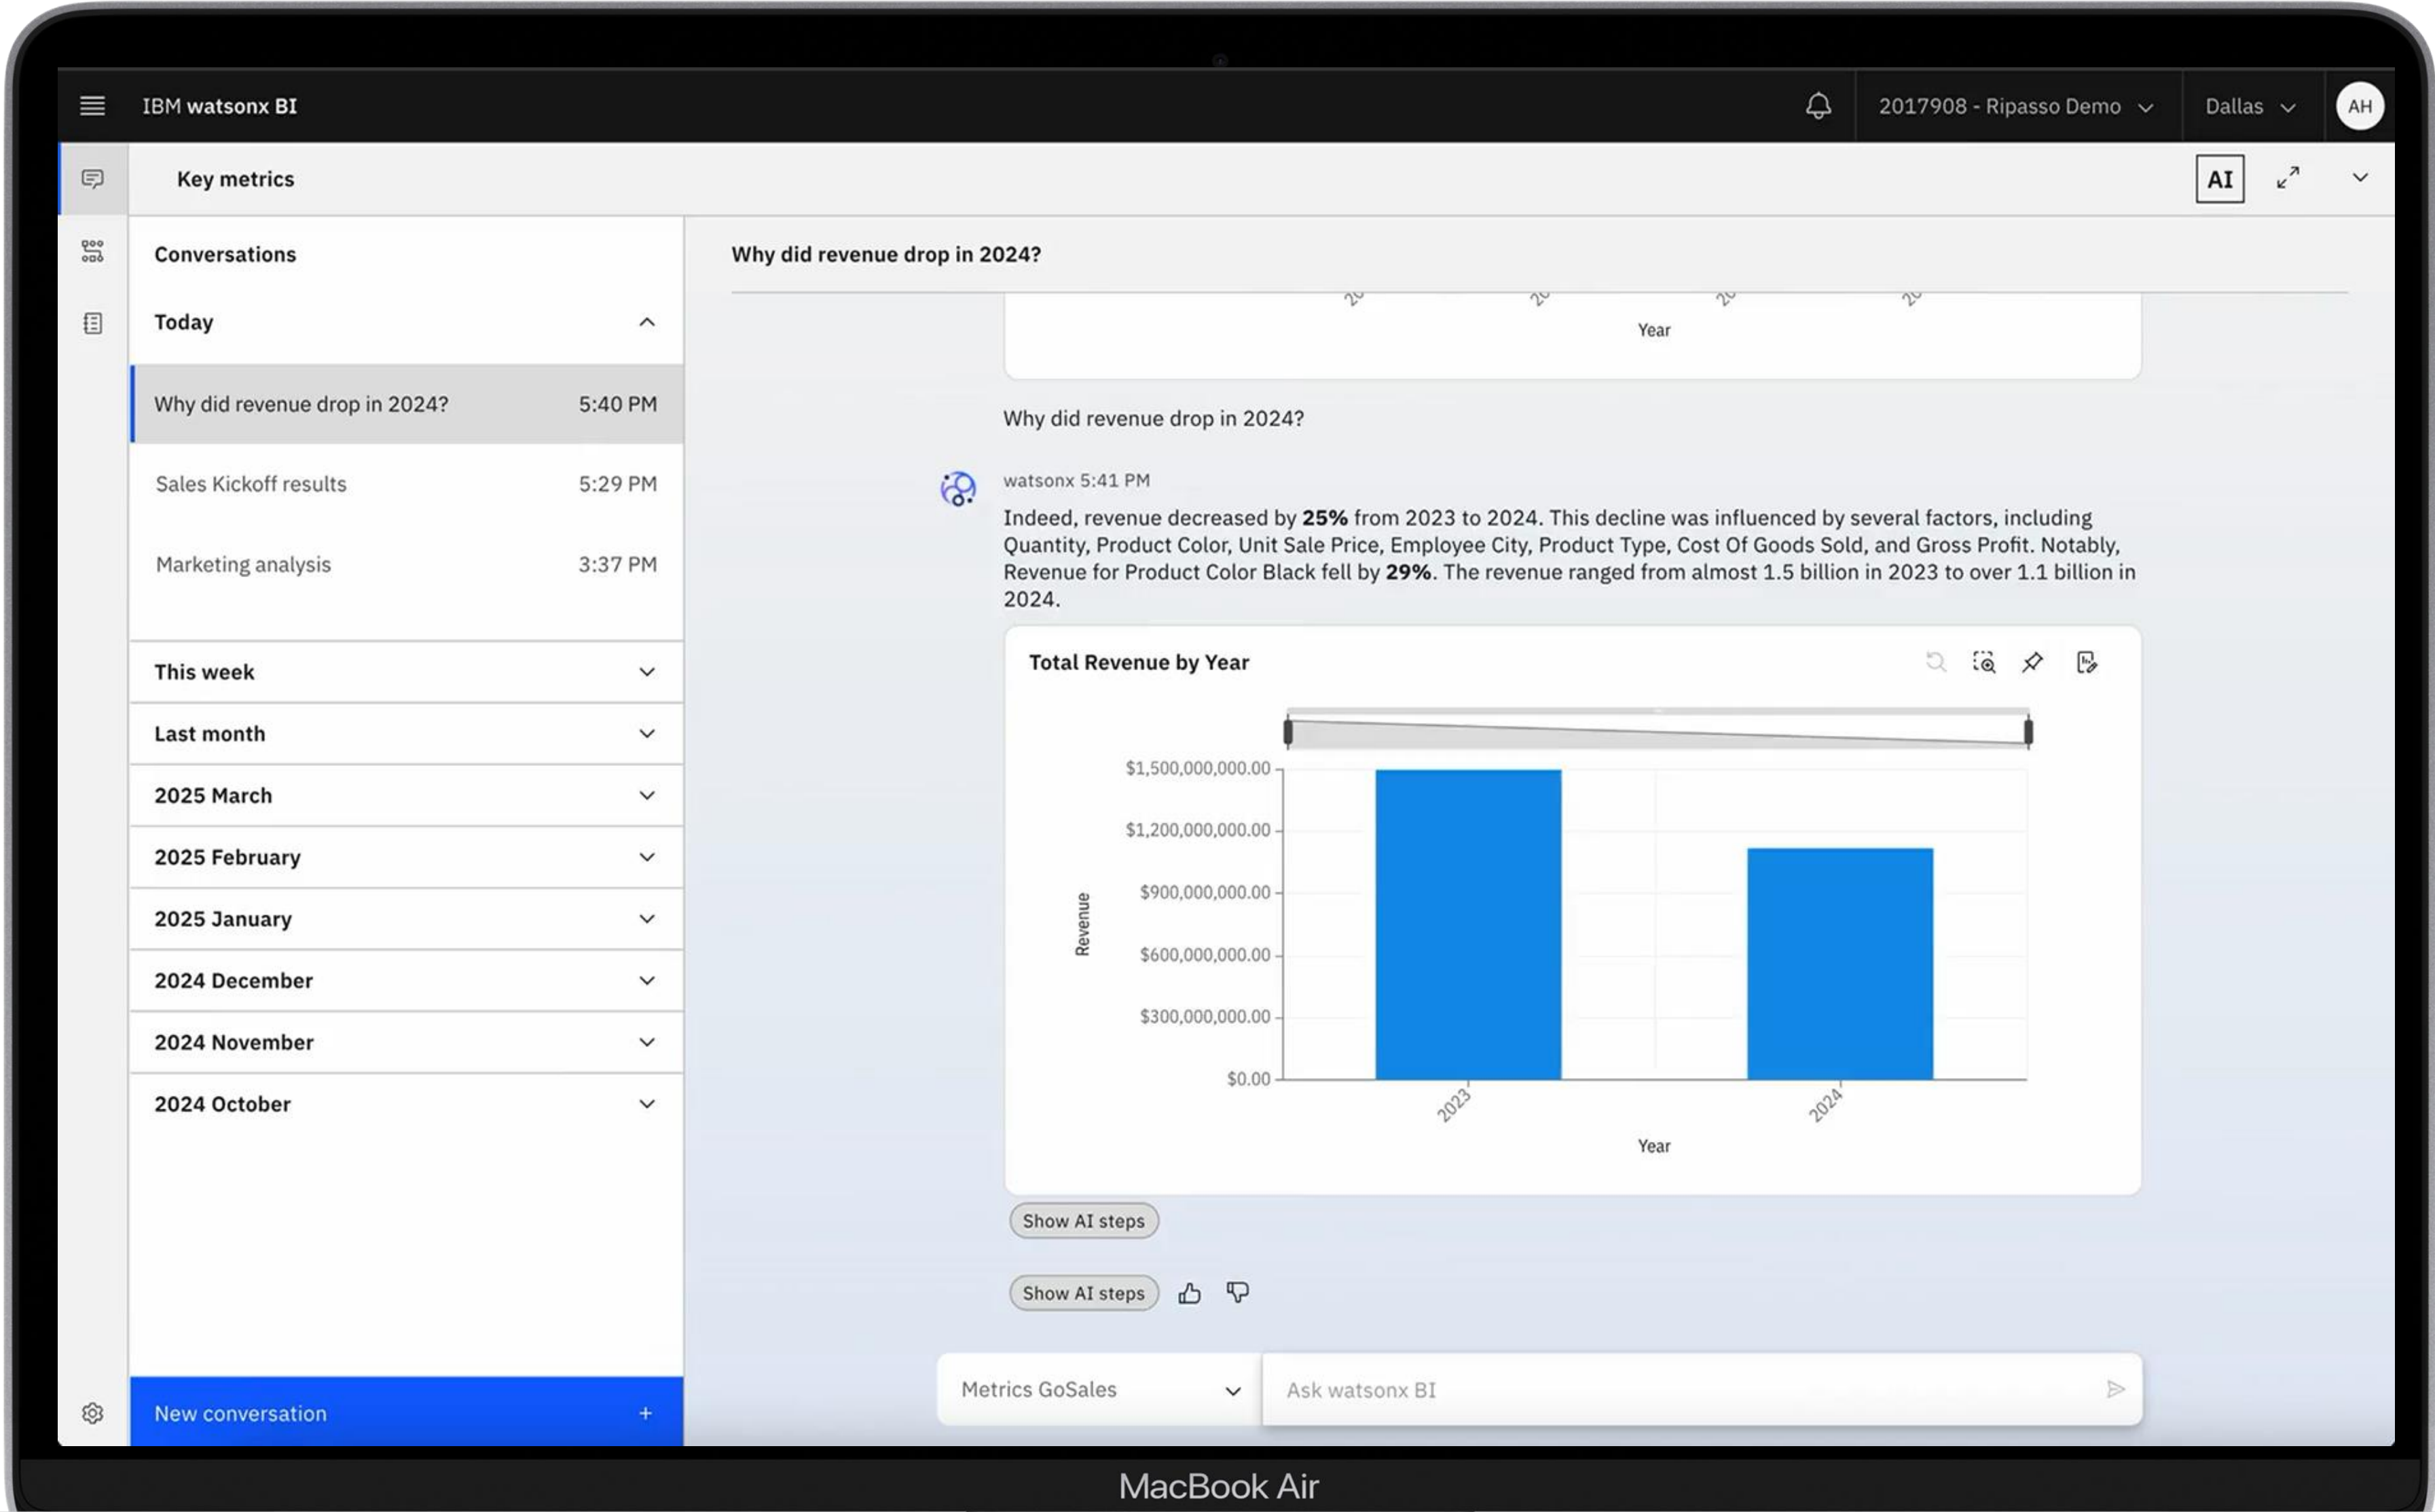 IBM watsonx BI
2017908 - Ripasso Demo
Dallas
AH
Key metrics
AI
Conversations
Today
Why did revenue drop in 2024? 5:40 PM
Sales Kickoff results 5:29 PM
Marketing analysis 3:37 PM
This week
Last month
2025 March
2025 February
2025 January
2024 December
2024 November
2024 October
New conversation +
Why did revenue drop in 2024?
Year
Why did revenue drop in 2024?
watsonx 5:41 PM
Indeed, revenue decreased by 25% from 2023 to 2024. This decline was influenced by several factors, including
Quantity, Product Color, Unit Sale Price, Employee City, Product Type, Cost Of Goods Sold, and Gross Profit. Notably,
Revenue for Product Color Black fell by 29%. The revenue ranged from almost 1.5 billion in 2023 to over 1.1 billion in
2024.
Total Revenue by Year
$1,500,000,000.00
$1,200,000,000.00
$900,000,000.00
$600,000,000.00
$300,000,000.00
$0.00
Revenue
2023
2024
Year
Show AI steps
Show AI steps
Metrics GoSales
Ask watsonx BI
MacBook Air